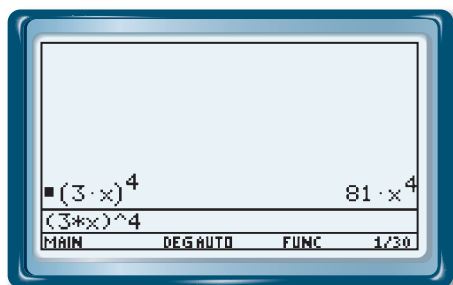 ■(3·x)⁴ 81·x⁴
(3*x)^4
MAIN DEGAUTO FUNC 1/30